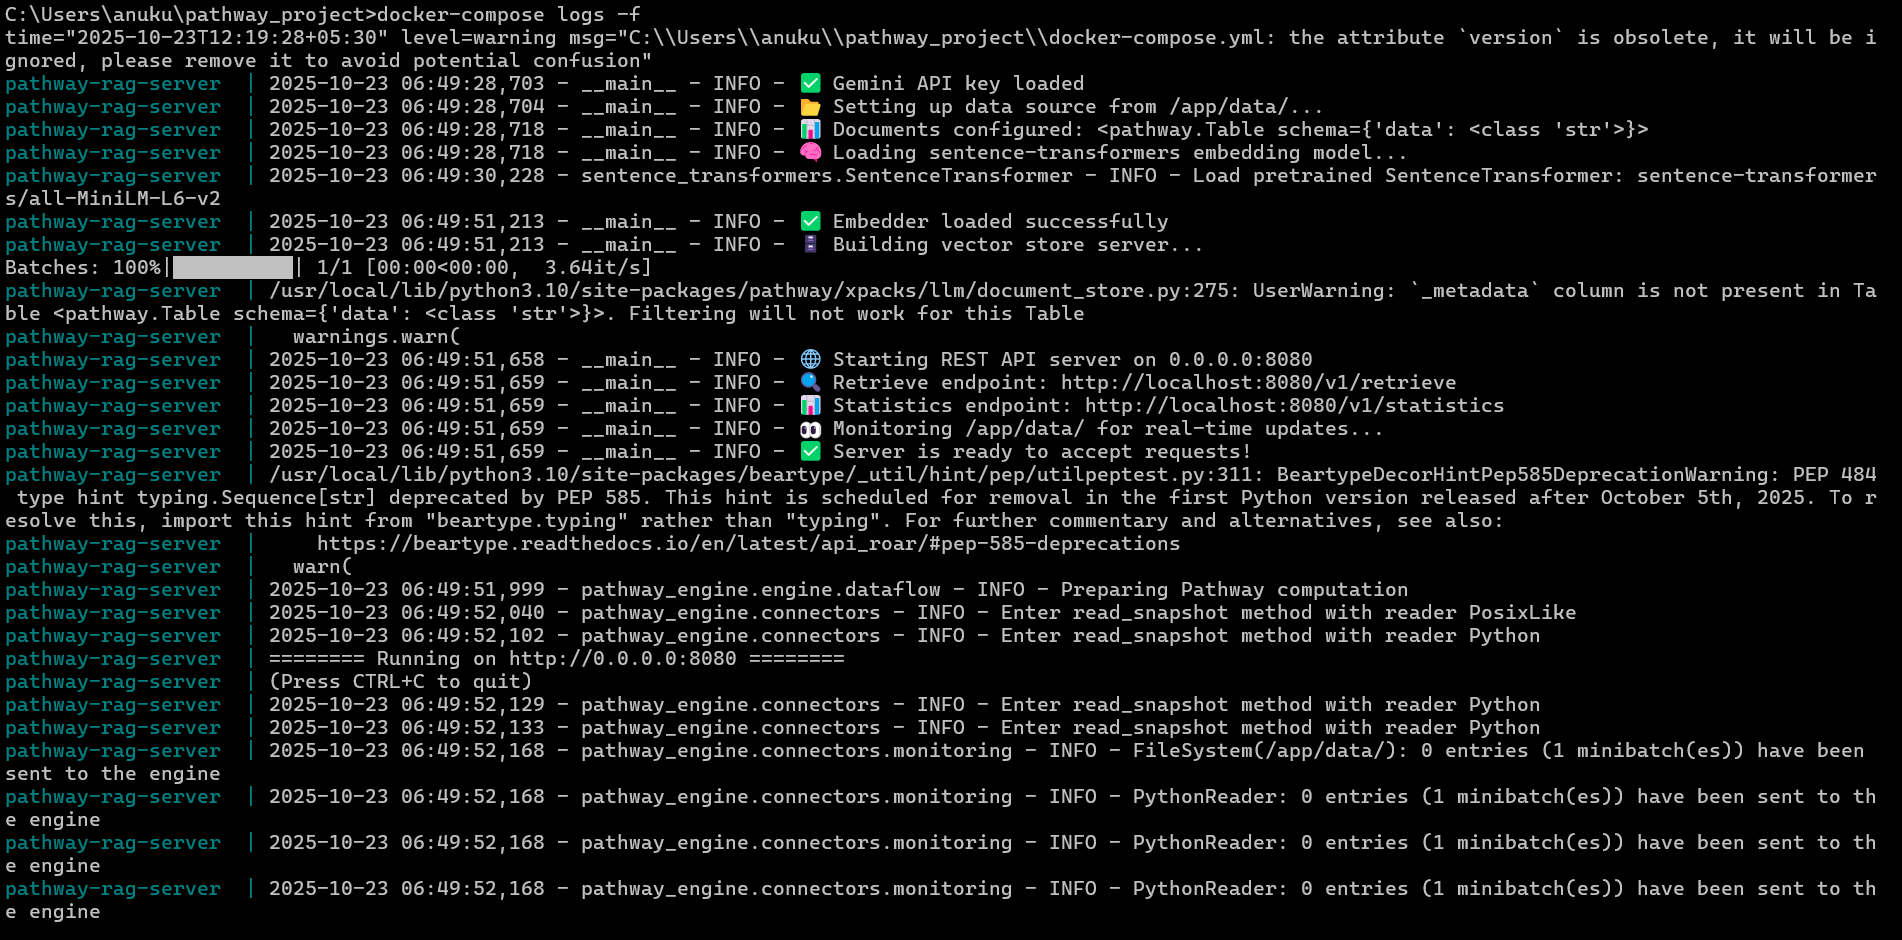 C:\Users\anuku\pathway_project>docker-compose logs -f
time="2025-10-23T12:19:28+05:30" level=warning msg="C:\\Users\\anuku\\pathway_project\\docker-compose.yml: the attribute `version` is obsolete, it will be i
gnored, please remove it to avoid potential confusion"
pathway-rag-server  | 2025-10-23 06:49:28,703 - __main__ - INFO - ✅ Gemini API key loaded
pathway-rag-server  | 2025-10-23 06:49:28,704 - __main__ - INFO - 📂 Setting up data source from /app/data/...
pathway-rag-server  | 2025-10-23 06:49:28,718 - __main__ - INFO - 📊 Documents configured: <pathway.Table schema={'data': <class 'str'>}>
pathway-rag-server  | 2025-10-23 06:49:28,718 - __main__ - INFO - 🧠 Loading sentence-transformers embedding model...
pathway-rag-server  | 2025-10-23 06:49:30,228 - sentence_transformers.SentenceTransformer - INFO - Load pretrained SentenceTransformer: sentence-transformer
s/all-MiniLM-L6-v2
pathway-rag-server  | 2025-10-23 06:49:51,213 - __main__ - INFO - ✅ Embedder loaded successfully
pathway-rag-server  | 2025-10-23 06:49:51,213 - __main__ - INFO - 🗄 Building vector store server...
Batches: 100%|██████████| 1/1 [00:00<00:00,  3.64it/s]
pathway-rag-server  | /usr/local/lib/python3.10/site-packages/pathway/xpacks/llm/document_store.py:275: UserWarning: `_metadata` column is not present in Ta
ble <pathway.Table schema={'data': <class 'str'>}>. Filtering will not work for this Table
pathway-rag-server  |   warnings.warn(
pathway-rag-server  | 2025-10-23 06:49:51,658 - __main__ - INFO - 🌐 Starting REST API server on 0.0.0.0:8080
pathway-rag-server  | 2025-10-23 06:49:51,659 - __main__ - INFO - 🔍 Retrieve endpoint: http://localhost:8080/v1/retrieve
pathway-rag-server  | 2025-10-23 06:49:51,659 - __main__ - INFO - 📊 Statistics endpoint: http://localhost:8080/v1/statistics
pathway-rag-server  | 2025-10-23 06:49:51,659 - __main__ - INFO - 👀 Monitoring /app/data/ for real-time updates...
pathway-rag-server  | 2025-10-23 06:49:51,659 - __main__ - INFO - ✅ Server is ready to accept requests!
pathway-rag-server  | /usr/local/lib/python3.10/site-packages/beartype/_util/hint/pep/utilpeptest.py:311: BeartypeDecorHintPep585DeprecationWarning: PEP 484
 type hint typing.Sequence[str] deprecated by PEP 585. This hint is scheduled for removal in the first Python version released after October 5th, 2025. To r
esolve this, import this hint from "beartype.typing" rather than "typing". For further commentary and alternatives, see also:
pathway-rag-server  |     https://beartype.readthedocs.io/en/latest/api_roar/#pep-585-deprecations
pathway-rag-server  |   warn(
pathway-rag-server  | 2025-10-23 06:49:51,999 - pathway_engine.engine.dataflow - INFO - Preparing Pathway computation
pathway-rag-server  | 2025-10-23 06:49:52,040 - pathway_engine.connectors - INFO - Enter read_snapshot method with reader PosixLike
pathway-rag-server  | 2025-10-23 06:49:52,102 - pathway_engine.connectors - INFO - Enter read_snapshot method with reader Python
pathway-rag-server  | ======== Running on http://0.0.0.0:8080 ========
pathway-rag-server  | (Press CTRL+C to quit)
pathway-rag-server  | 2025-10-23 06:49:52,129 - pathway_engine.connectors - INFO - Enter read_snapshot method with reader Python
pathway-rag-server  | 2025-10-23 06:49:52,133 - pathway_engine.connectors - INFO - Enter read_snapshot method with reader Python
pathway-rag-server  | 2025-10-23 06:49:52,168 - pathway_engine.connectors.monitoring - INFO - FileSystem(/app/data/): 0 entries (1 minibatch(es)) have been
sent to the engine
pathway-rag-server  | 2025-10-23 06:49:52,168 - pathway_engine.connectors.monitoring - INFO - PythonReader: 0 entries (1 minibatch(es)) have been sent to th
e engine
pathway-rag-server  | 2025-10-23 06:49:52,168 - pathway_engine.connectors.monitoring - INFO - PythonReader: 0 entries (1 minibatch(es)) have been sent to th
e engine
pathway-rag-server  | 2025-10-23 06:49:52,168 - pathway_engine.connectors.monitoring - INFO - PythonReader: 0 entries (1 minibatch(es)) have been sent to th
e engine